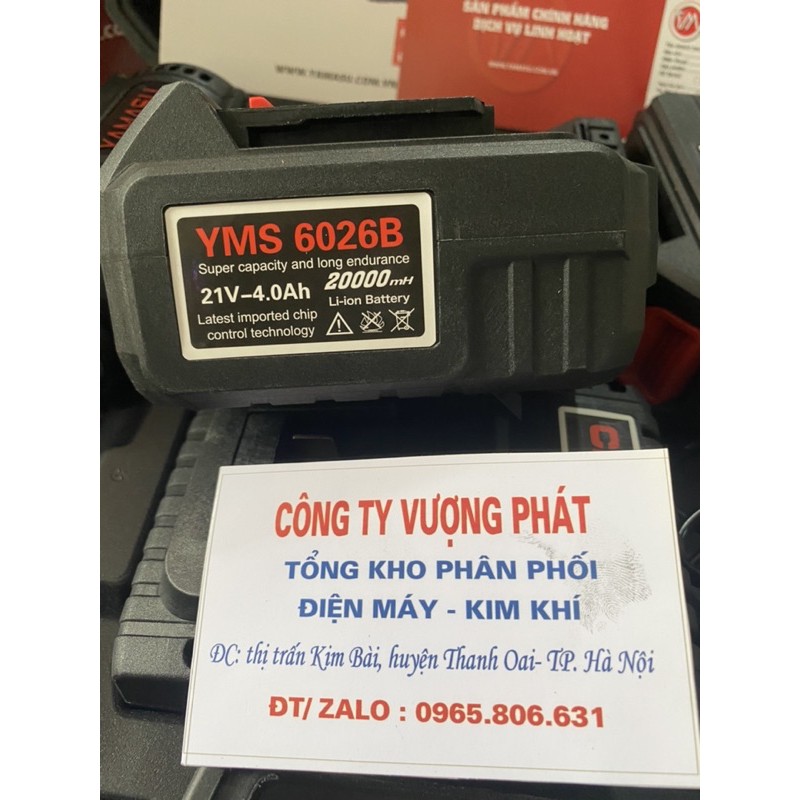 SẢN PHẨM CHÍNH HÃNG
DỊCH VỤ LINH HOẠT
YAMASU
YMS 6026B
Super capacity and long endurance
21V-4.0Ah 20000mH
Li-ion Battery
Latest imported chip
control technology
CÔNG TY VƯỢNG PHÁT
TỔNG KHO PHÂN PHỐI
ĐIỆN MÁY - KIM KHÍ
ĐC: thị trấn Kim Bài, huyện Thanh Oai- TP. Hà Nội
ĐT/ ZALO : 0965.806.631